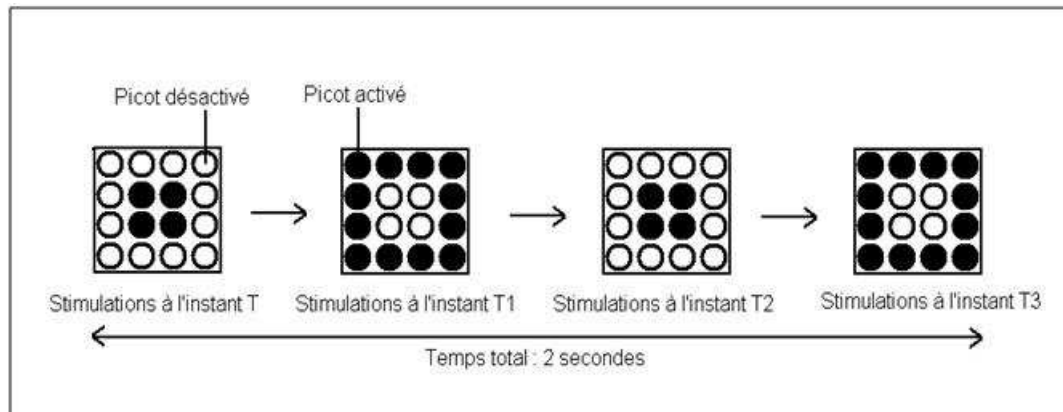 Picot désactivé
Picot activé
Stimulations à l'instant T
Stimulations à l'instant T1
Stimulations à l'instant T2
Stimulations à l'instant T3
Temps total : 2 secondes